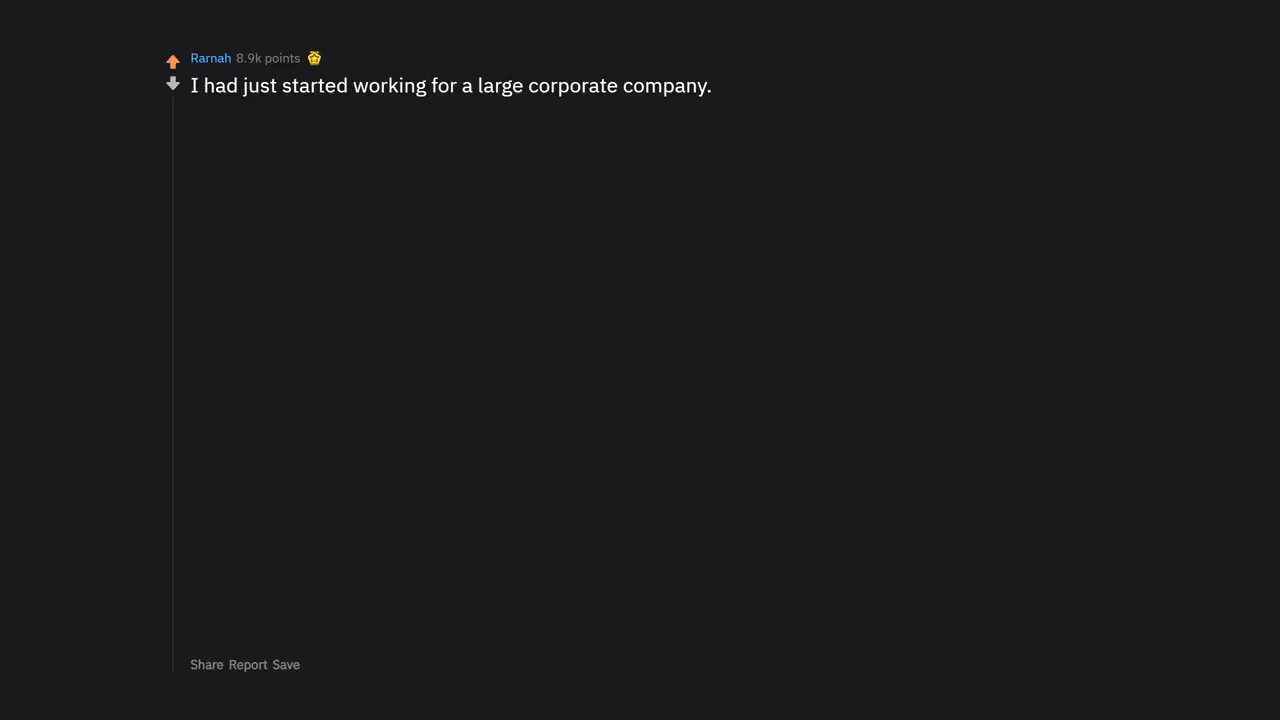 Rarnah 8.9k points
I had just started working for a large corporate company.
Share Report Save